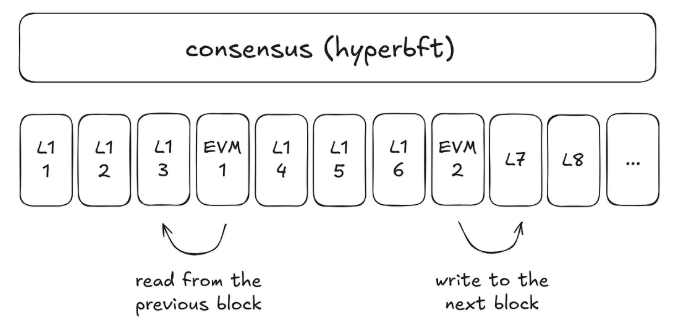 consensus (hyperbft)
L1
1
L1
2
L1
3
EVM
1
L1
4
L1
5
L1
6
EVM
2
L7
L8
...
read from the
previous block
write to the
next block